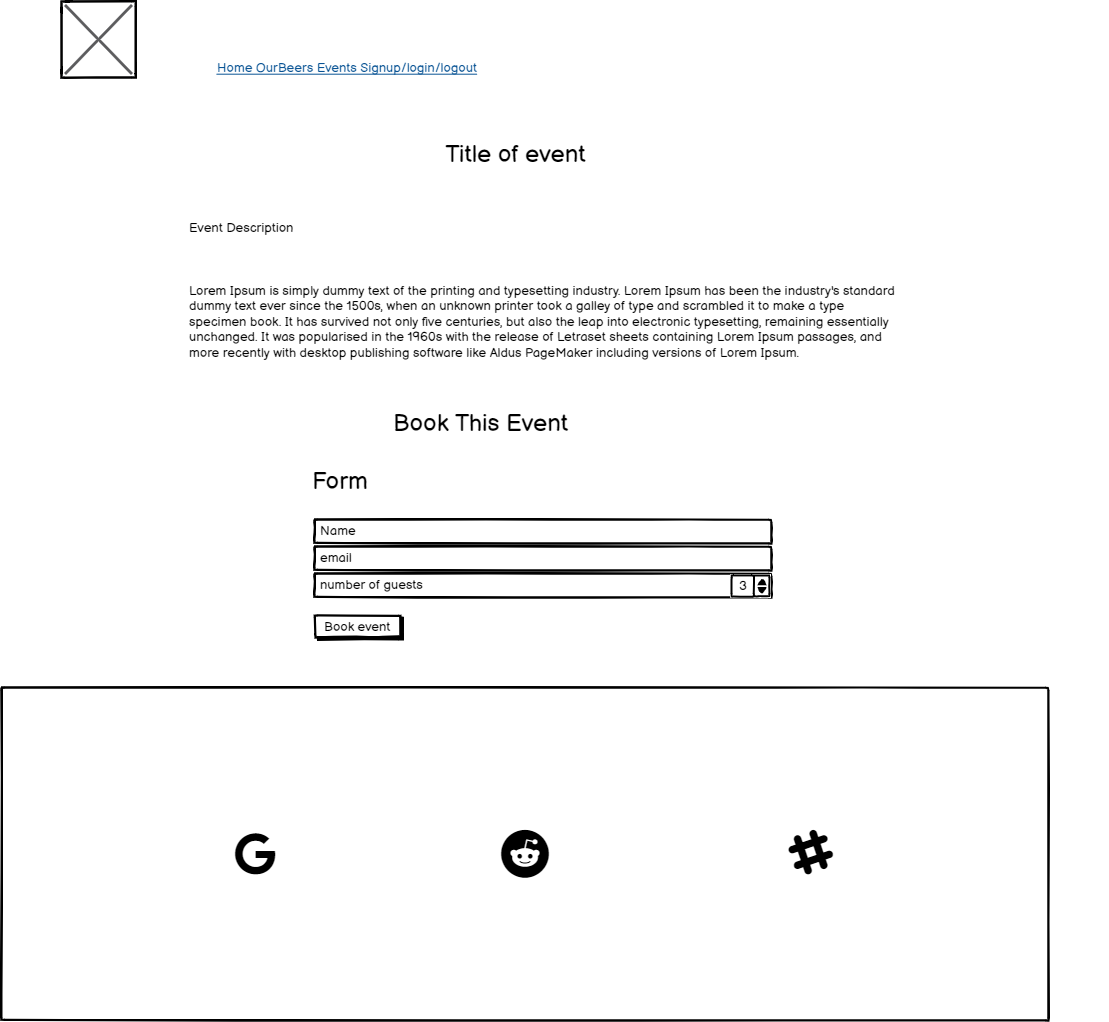 Home OurBeers Events Signup/login/logout
Title of event
Event Description
Lorem Ipsum is simply dummy text of the printing and typesetting industry. Lorem Ipsum has been the industry's standard
dummy text ever since the 1500s, when an unknown printer took a galley of type and scrambled it to make a type
specimen book. It has survived not only five centuries, but also the leap into electronic typesetting, remaining essentially
unchanged. It was popularised in the 1960s with the release of Letraset sheets containing Lorem Ipsum passages, and
more recently with desktop publishing software like Aldus PageMaker including versions of Lorem Ipsum.
Book This Event
Form
Name
email
number of guests 3
Book event